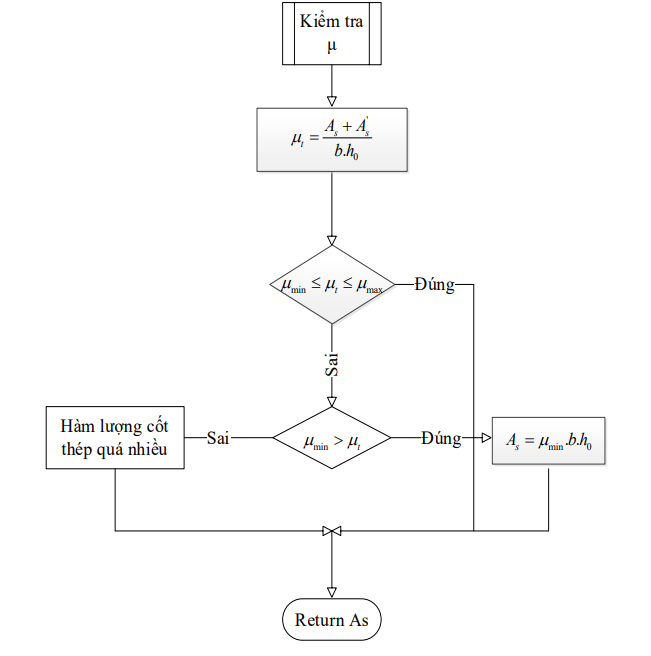 Kiểm tra
μ
μt = (As + A's) / (b.h0)
μmin ≤ μt ≤ μmax
Đúng
Sai
Hàm lượng cốt
thép quá nhiều
Sai
μmin > μt
Đúng
As = μmin.b.h0
Return As